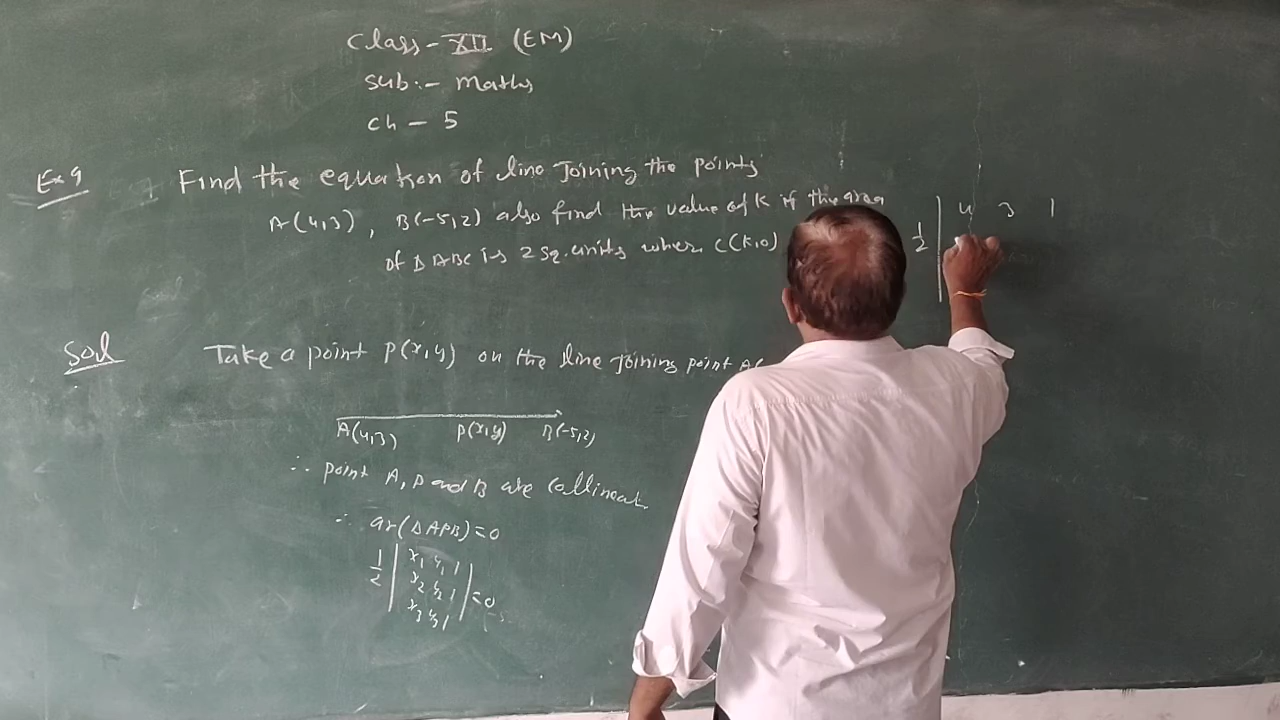 Class - XII (EM)
Sub:- Maths
Ch - 5
Ex 9 Find the equation of line Joining the points
A(4,3), B(-5,2) also find the value of K if the area
of Δ ABC is 2 sq. units where C(K,0)
Sol Take a point P(x,y) on the line Joining point A(
A(4,3) P(x,y) B(-5,2)
∴ point A, P and B are Collinear
∴ ar(ΔAPB)=0
1/2 | x₁ y₁ 1
x₂ y₂ 1
x₃ y₃ 1 | =0
1/2 | 4 3 1